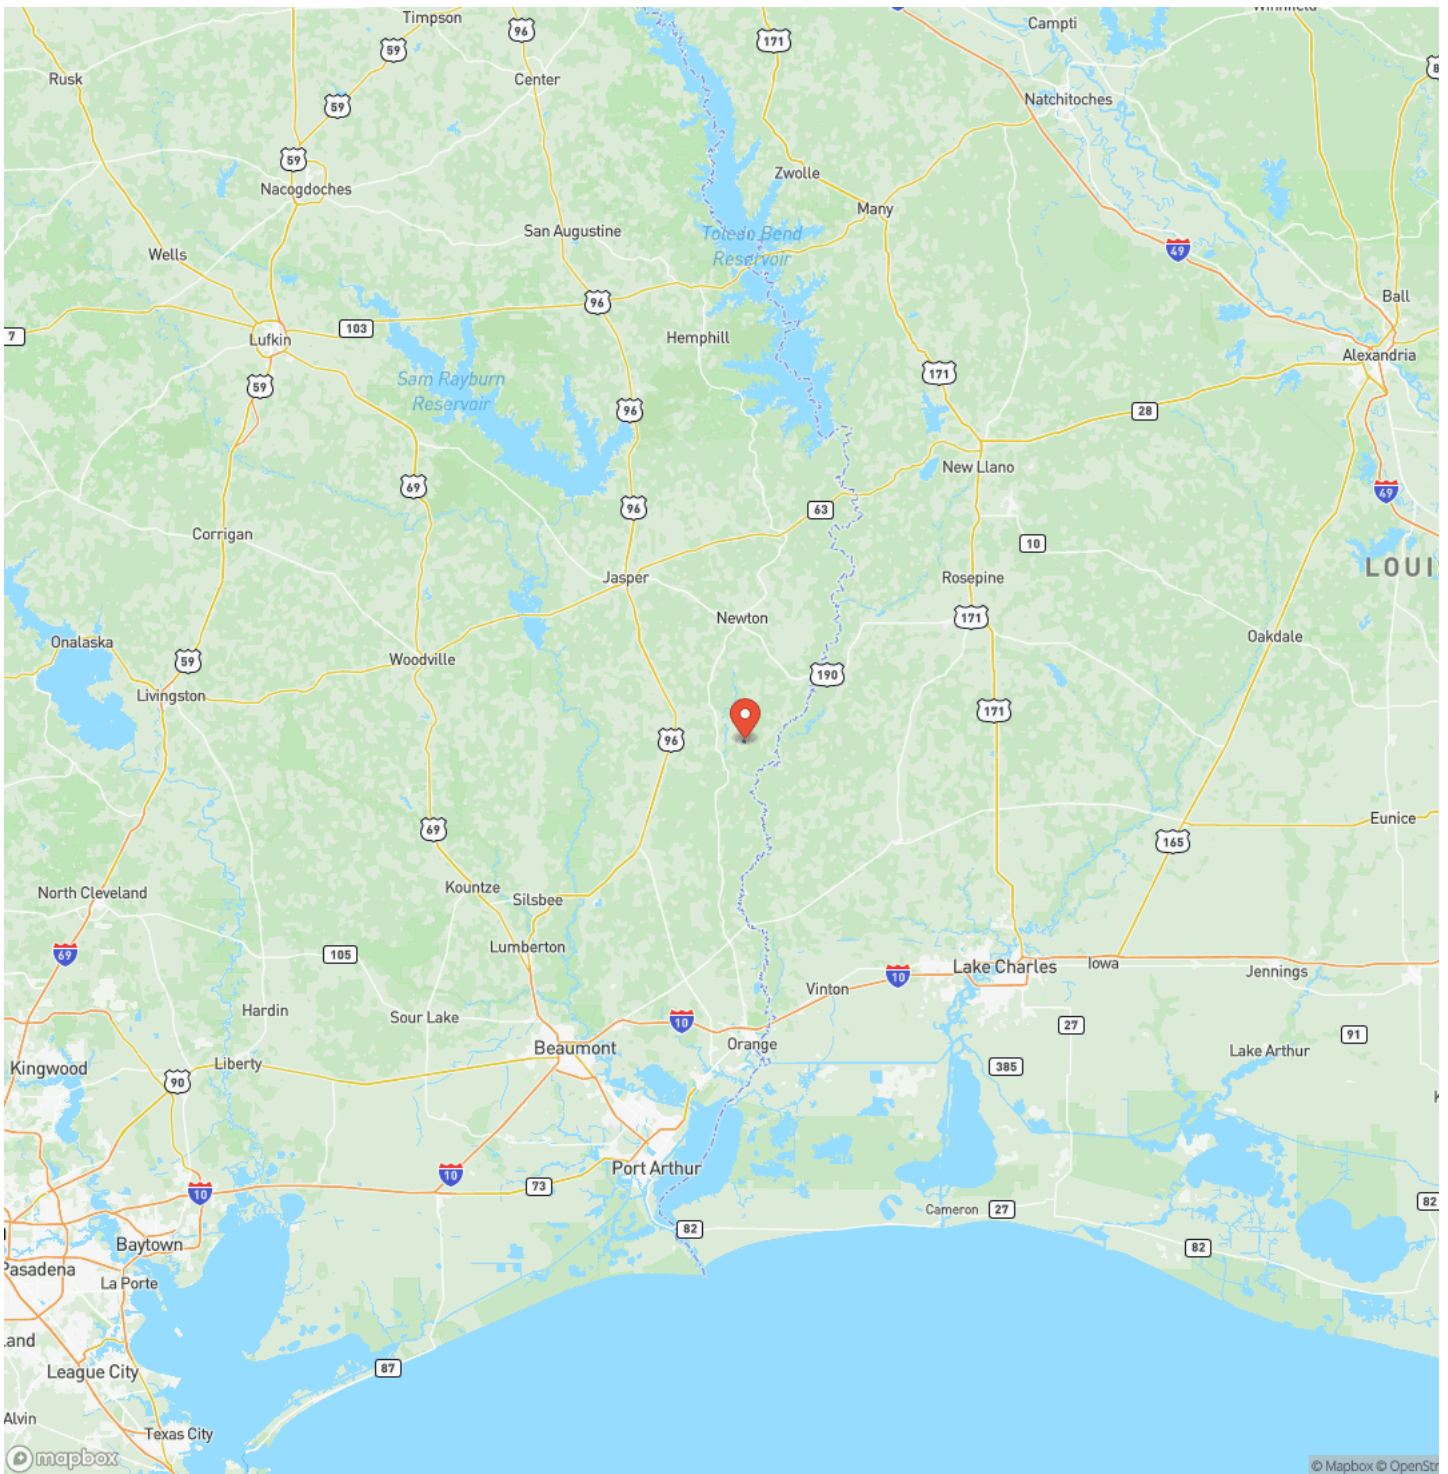 Timpson
96
171
Campti
59
Rusk
Center
59
Natchitoches
59
Nacogdoches
Zwolle
Many
San Augustine
Toledo Bend
Reservoir
Wells
49
96
Ball
7
103
Lufkin
Hemphill
Alexandria
59
Sam Rayburn
Reservoir
171
96
28
69
New Llano
49
96
63
Corrigan
10
LOUI
Jasper
Rosepine
Newton
171
Onalaska
Oakdale
59
Woodville
190
Livingston
171
96
69
165
Eunice
North Cleveland
Kountze
Silsbee
69
105
Lumberton
Lake Charles
Iowa
Jennings
10
Vinton
Hardin
Sour Lake
10
27
91
Beaumont
Orange
Lake Arthur
Kingwood
Liberty
385
90
Port Arthur
10
73
10
82
Cameron
27
82
Baytown
82
Pasadena
La Porte
land
League City
87
Alvin
Texas City
mapbox
© Mapbox © OpenStr